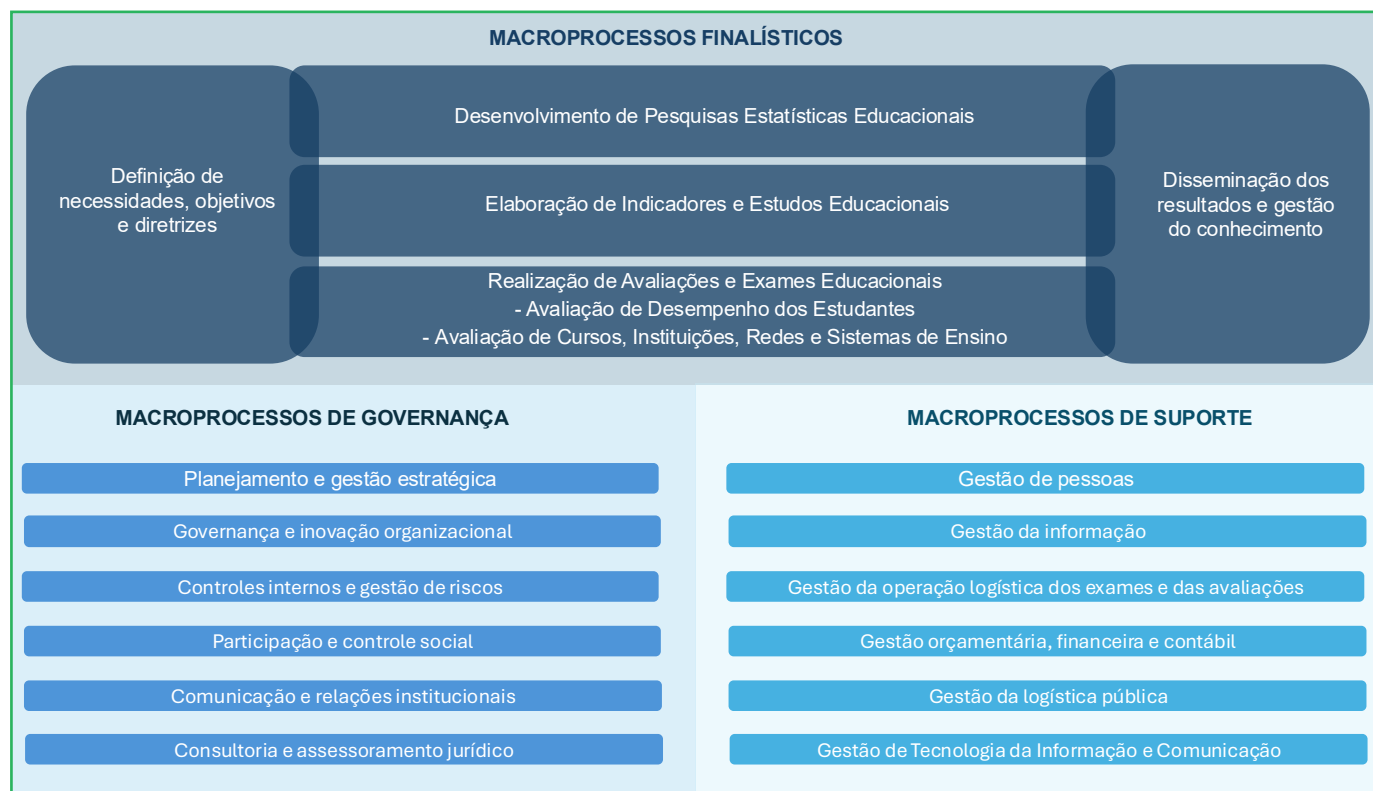 MACROPROCESSOS FINALÍSTICOS
Definição de
necessidades, objetivos
e diretrizes
Desenvolvimento de Pesquisas Estatísticas Educacionais
Elaboração de Indicadores e Estudos Educacionais
Realização de Avaliações e Exames Educacionais
- Avaliação de Desempenho dos Estudantes
- Avaliação de Cursos, Instituições, Redes e Sistemas de Ensino
Disseminação dos
resultados e gestão
do conhecimento
MACROPROCESSOS DE GOVERNANÇA
Planejamento e gestão estratégica
Governança e inovação organizacional
Controles internos e gestão de riscos
Participação e controle social
Comunicação e relações institucionais
Consultoria e assessoramento jurídico
MACROPROCESSOS DE SUPORTE
Gestão de pessoas
Gestão da informação
Gestão da operação logística dos exames e das avaliações
Gestão orçamentária, financeira e contábil
Gestão da logística pública
Gestão de Tecnologia da Informação e Comunicação